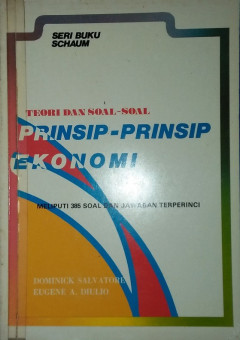 SERI BUKU
SCHAUM
TEORI DAN SOAL-SOAL
PRINSIP-PRINSIP
EKONOMI
MELIPUTI 385 SOAL DAN JAWABAN TERPERINCI
DOMINICK SALVATORE
EUGENE A. DIULIO